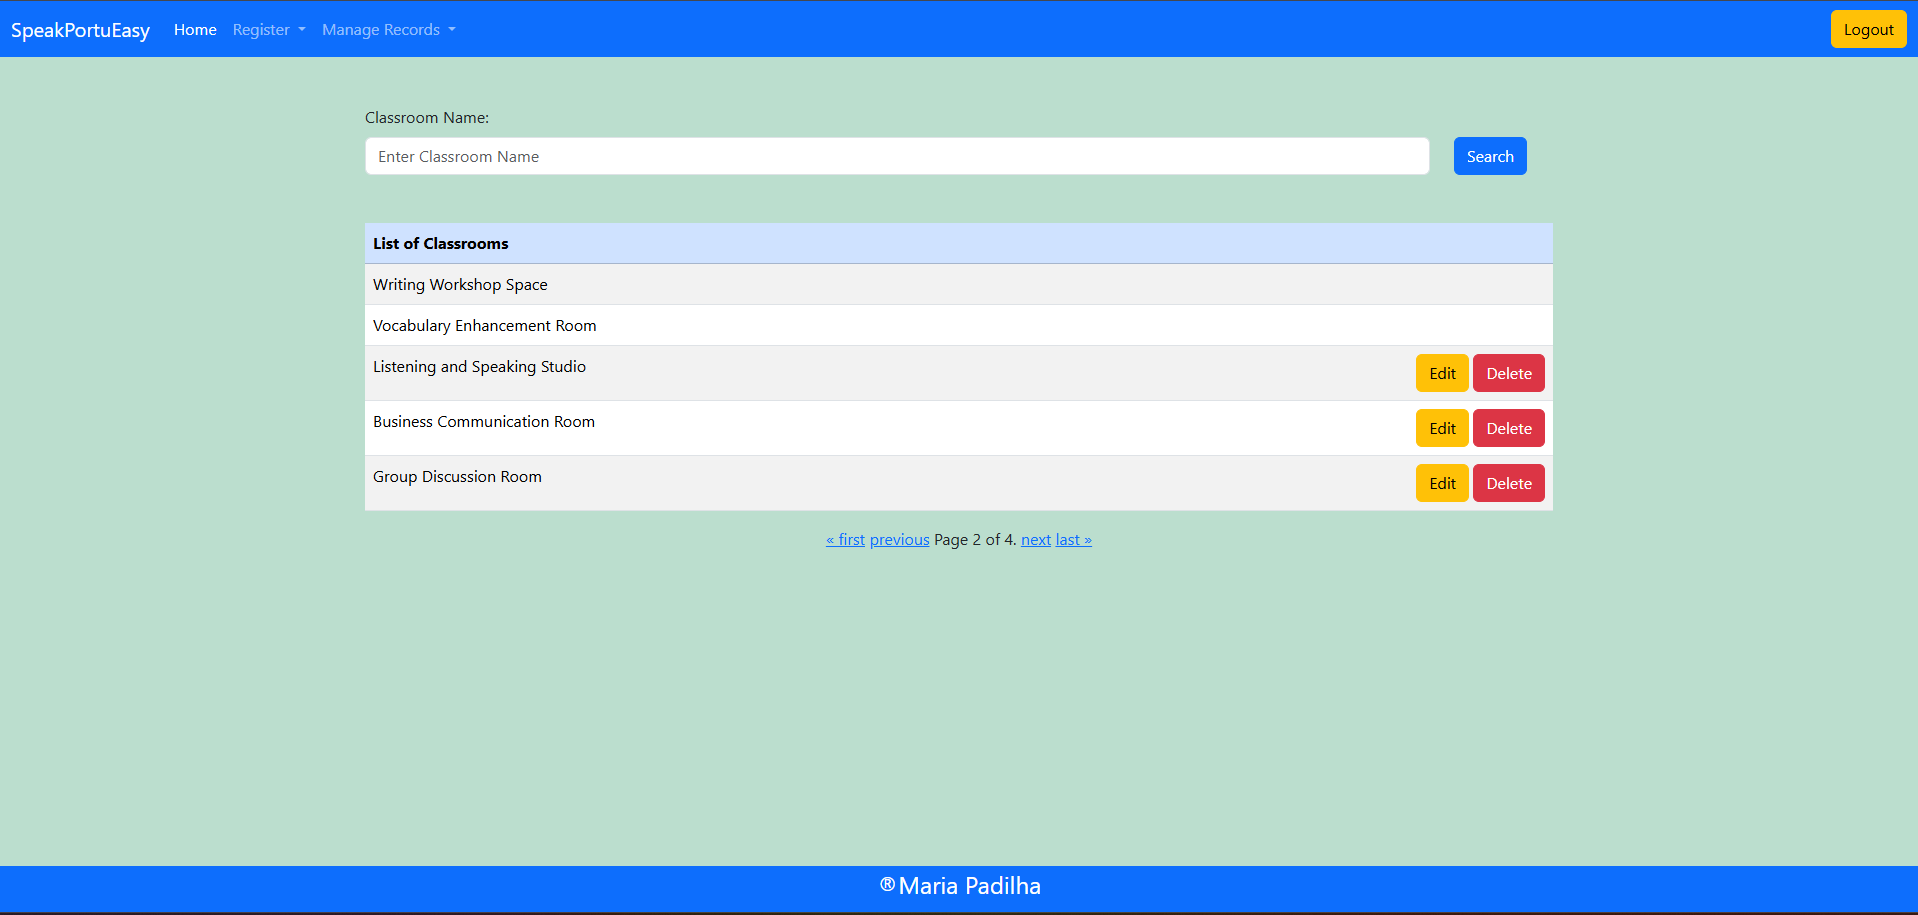 SpeakPortuEasy Home Register Manage Records Logout
Classroom Name:
Enter Classroom Name Search
List of Classrooms
Writing Workshop Space
Vocabulary Enhancement Room
Listening and Speaking Studio Edit Delete
Business Communication Room Edit Delete
Group Discussion Room Edit Delete
« first previous Page 2 of 4. next last »
®Maria Padilha